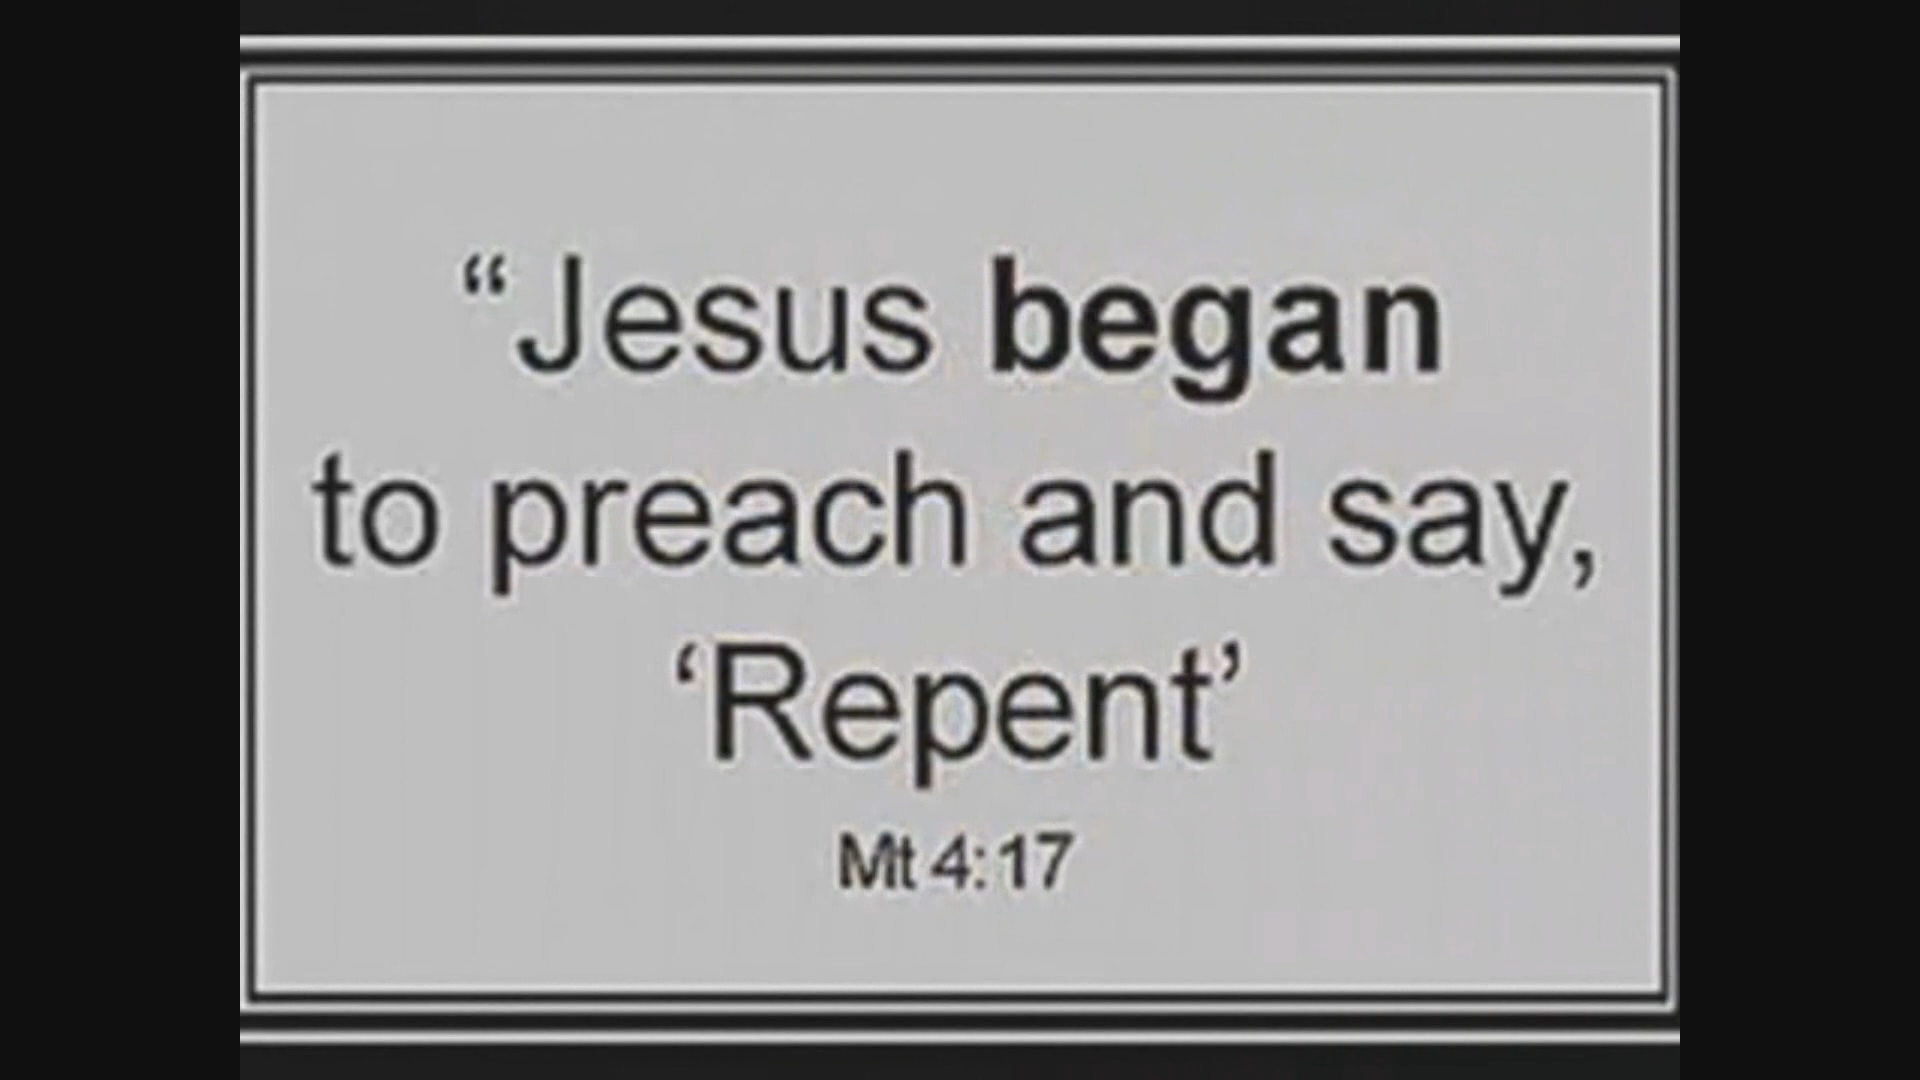 “Jesus began
to preach and say,
‘Repent’
Mt 4:17